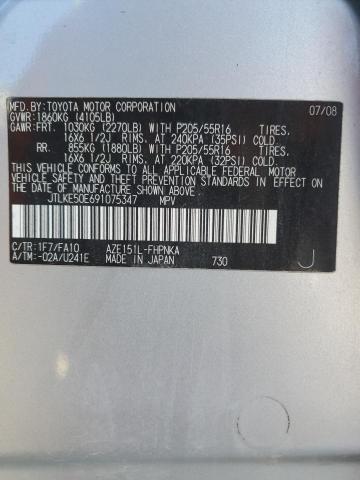 MFD.BY:TOYOTA MOTOR CORPORATION 07/08
GVWR:1860KG (4105LB)
GAWR:FRT. 1030KG (2270LB) WITH P205/55R16 TIRES.
16X6 1/2J RIMS. AT 240KPA (35PSI) COLD.
RR. 855KG (1880LB) WITH P205/55R16 TIRES.
16X6 1/2J RIMS. AT 220KPA (32PSI) COLD.
THIS VEHICLE CONFORMS TO ALL APPLICABLE FEDERAL MOTOR
VEHICLE SAFETY AND THEFT PREVENTION STANDARDS IN
EFFECT ON THE DATE OF MANUFACTURE SHOWN ABOVE.
JTLKE50E691075347 MPV
C/TR:1F7/FA10 AZE151L-FHPNKA
A/TM:-02A/U241E MADE IN JAPAN 730 J